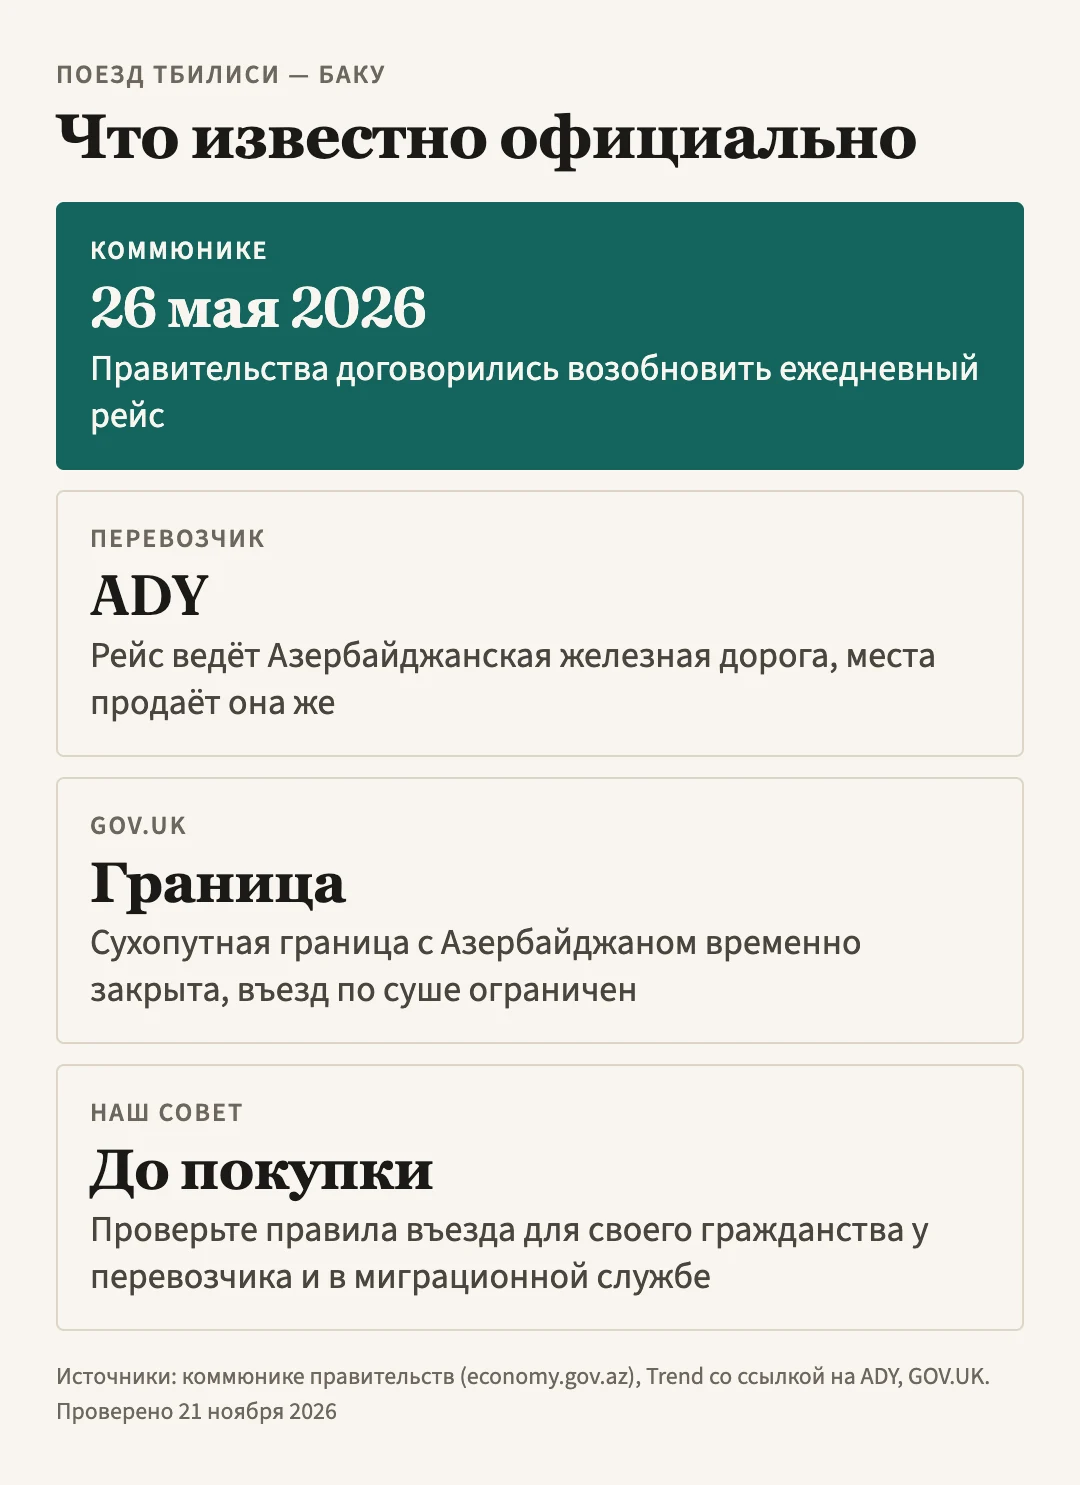 ПОЕЗД ТБИЛИСИ — БАКУ
Что известно официально
КОММЮНИКЕ
26 мая 2026
Правительства договорились возобновить ежедневный
рейс
ПЕРЕВОЗЧИК
ADY
Рейс ведёт Азербайджанская железная дорога, места
продаёт она же
GOV.UK
Граница
Сухопутная граница с Азербайджаном временно
закрыта, въезд по суше ограничен
НАШ СОВЕТ
До покупки
Проверьте правила въезда для своего гражданства у
перевозчика и в миграционной службе
Источники: коммюнике правительств (economy.gov.az), Trend со ссылкой на ADY, GOV.UK.
Проверено 21 ноября 2026